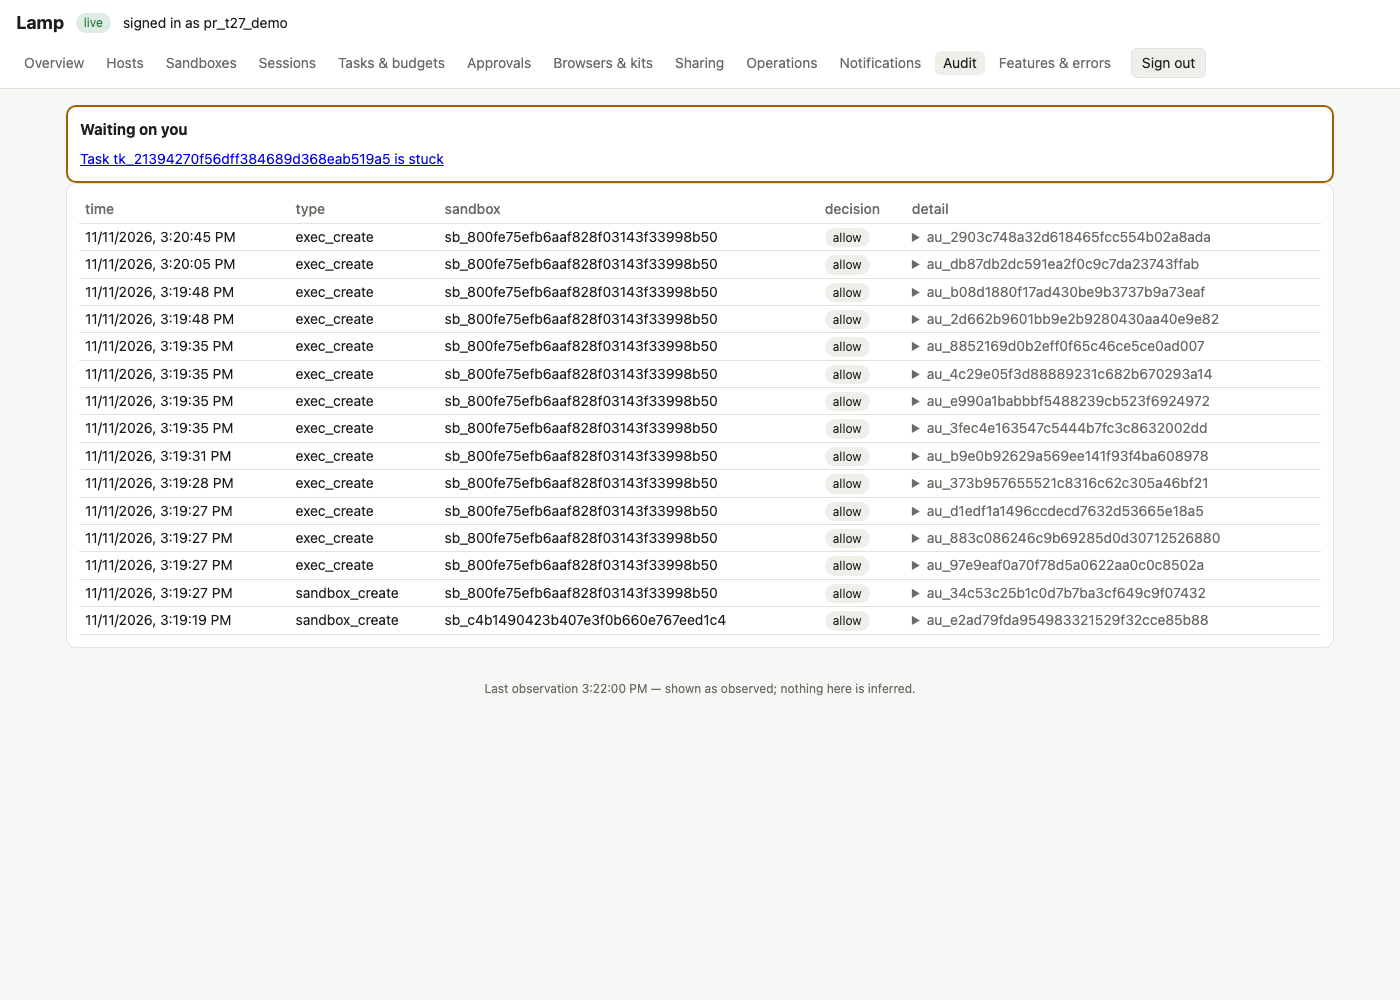 Lamp live signed in as pr_t27_demo
Overview Hosts Sandboxes Sessions Tasks & budgets Approvals Browsers & kits Sharing Operations Notifications Audit Features & errors Sign out
Waiting on you
Task tk_21394270f56dff384689d368eab519a5 is stuck
time type sandbox decision detail
11/11/2026, 3:20:45 PM exec_create sb_800fe75efb6aaf828f03143f33998b50 allow ▶ au_2903c748a32d618465fcc554b02a8ada
11/11/2026, 3:20:05 PM exec_create sb_800fe75efb6aaf828f03143f33998b50 allow ▶ au_db87db2dc591ea2f0c9c7da23743ffab
11/11/2026, 3:19:48 PM exec_create sb_800fe75efb6aaf828f03143f33998b50 allow ▶ au_b08d1880f17ad430be9b3737b9a73eaf
11/11/2026, 3:19:48 PM exec_create sb_800fe75efb6aaf828f03143f33998b50 allow ▶ au_2d662b9601bb9e2b9280430aa40e9e82
11/11/2026, 3:19:35 PM exec_create sb_800fe75efb6aaf828f03143f33998b50 allow ▶ au_8852169d0b2eff0f65c46ce5ce0ad007
11/11/2026, 3:19:35 PM exec_create sb_800fe75efb6aaf828f03143f33998b50 allow ▶ au_4c29e05f3d88889231c682b670293a14
11/11/2026, 3:19:35 PM exec_create sb_800fe75efb6aaf828f03143f33998b50 allow ▶ au_e990a1babbbf5488239cb523f6924972
11/11/2026, 3:19:35 PM exec_create sb_800fe75efb6aaf828f03143f33998b50 allow ▶ au_3fec4e163547c5444b7fc3c8632002dd
11/11/2026, 3:19:31 PM exec_create sb_800fe75efb6aaf828f03143f33998b50 allow ▶ au_b9e0b92629a569ee141f93f4ba608978
11/11/2026, 3:19:28 PM exec_create sb_800fe75efb6aaf828f03143f33998b50 allow ▶ au_373b957655521c8316c62c305a46bf21
11/11/2026, 3:19:27 PM exec_create sb_800fe75efb6aaf828f03143f33998b50 allow ▶ au_d1edf1a1496ccdecd7632d53665e18a5
11/11/2026, 3:19:27 PM exec_create sb_800fe75efb6aaf828f03143f33998b50 allow ▶ au_883c086246c9b69285d0d30712526880
11/11/2026, 3:19:27 PM exec_create sb_800fe75efb6aaf828f03143f33998b50 allow ▶ au_97e9eaf0a70f78d5a0622aa0c0c8502a
11/11/2026, 3:19:27 PM sandbox_create sb_800fe75efb6aaf828f03143f33998b50 allow ▶ au_34c53c25b1c0d7b7ba3cf649c9f07432
11/11/2026, 3:19:19 PM sandbox_create sb_c4b1490423b407e3f0b660e767eed1c4 allow ▶ au_e2ad79fda954983321529f32cce85b88
Last observation 3:22:00 PM — shown as observed; nothing here is inferred.